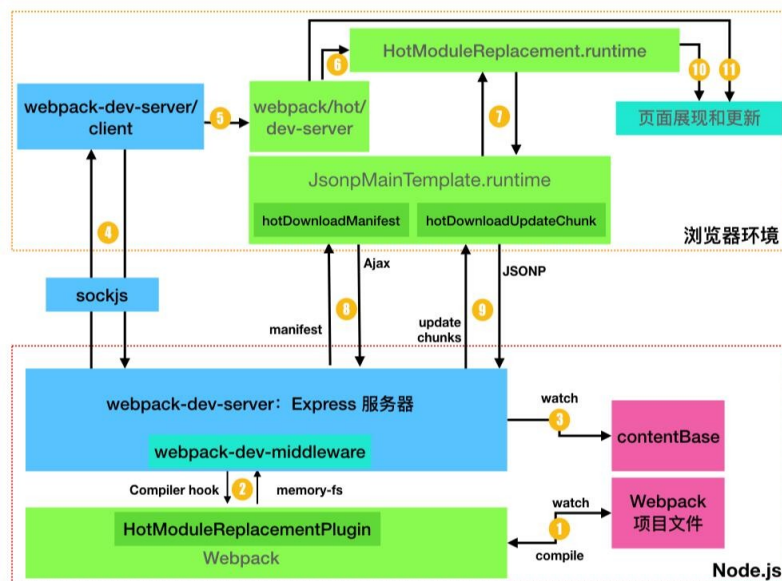 HotModuleReplacement.runtime
6
10
11
webpack-dev-server/
client
5
webpack/hot/
dev-server
7
页面展现和更新
JsonpMainTemplate.runtime
hotDownloadManifest
hotDownloadUpdateChunk
4
浏览器环境
Ajax
JSONP
sockjs
8
9
manifest
update
chunks
webpack-dev-server：Express 服务器
watch
3
contentBase
webpack-dev-middleware
Compiler hook
2
memory-fs
watch
Webpack
项目文件
1
HotModuleReplacementPlugin
compile
Webpack
Node.js